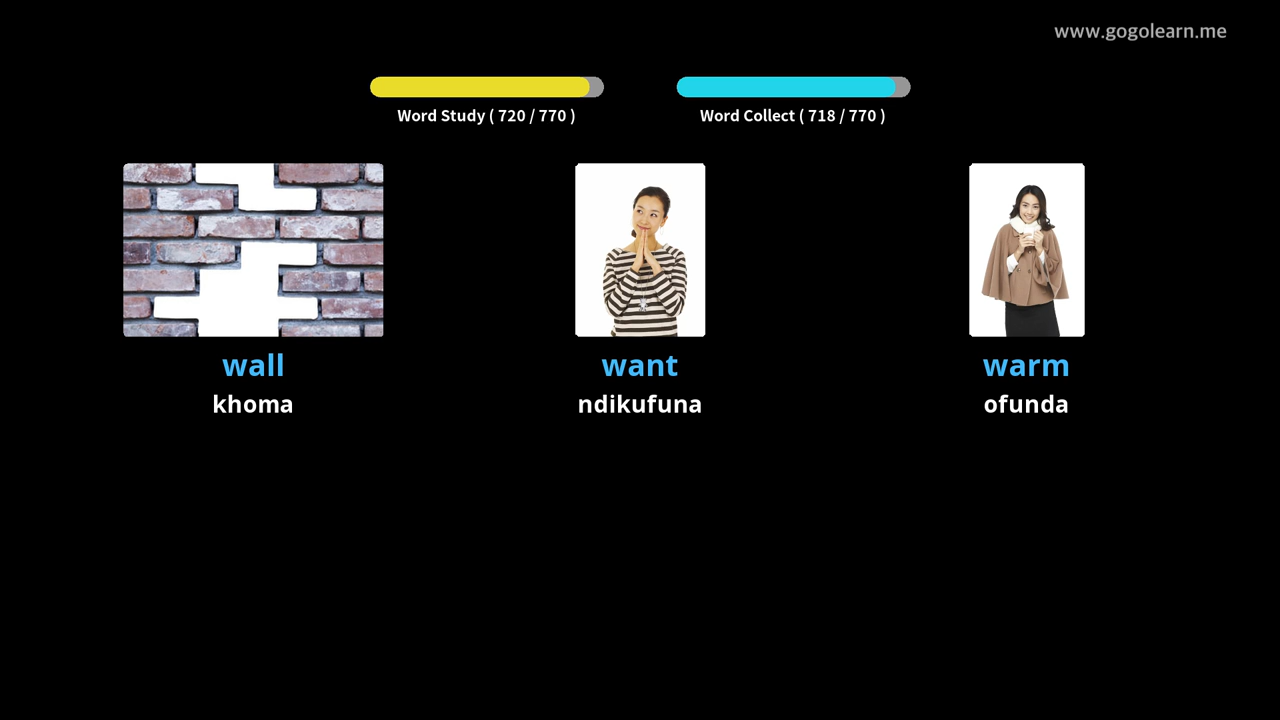 www.gogolearn.me
Word Study ( 720 / 770 )
Word Collect ( 718 / 770 )
wall
want
warm
khoma
ndikufuna
ofunda